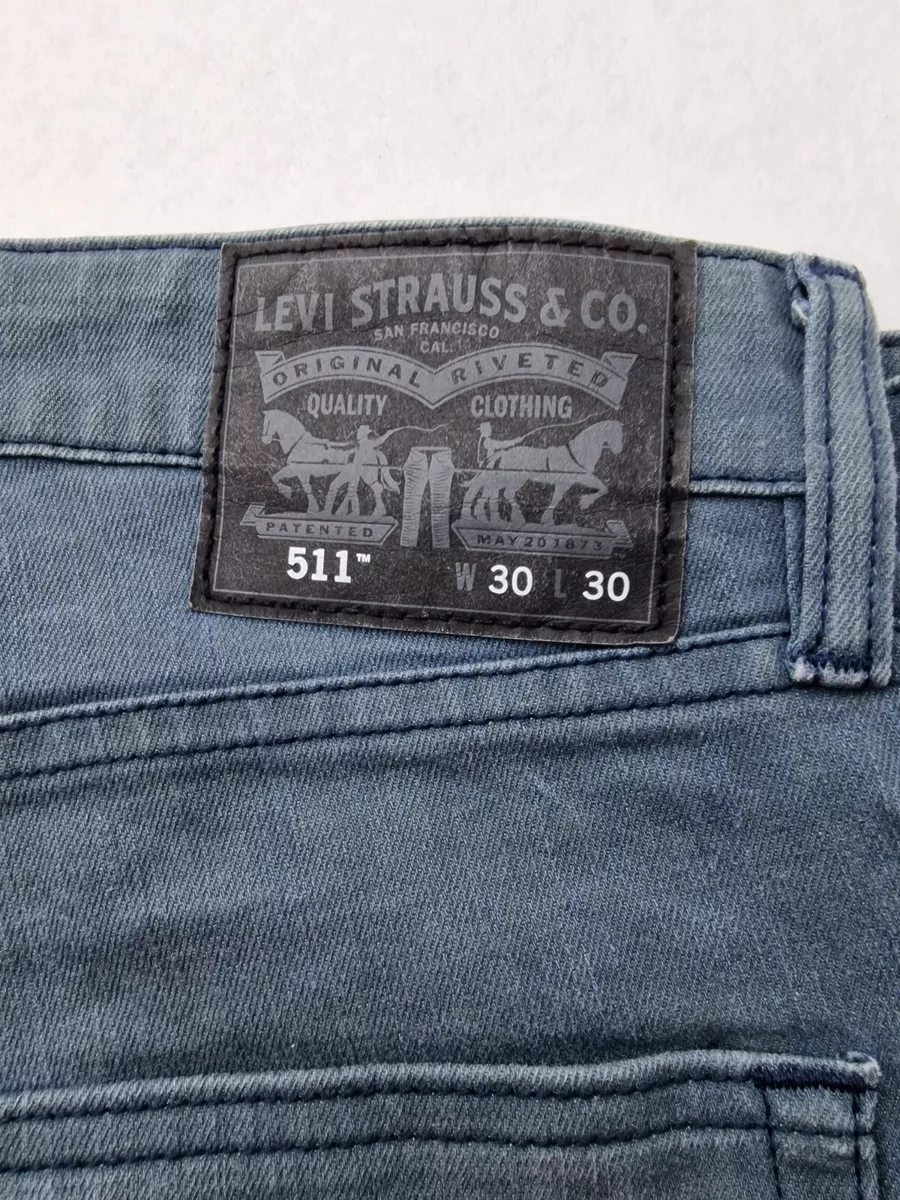 LEVI STRAUSS & CO.
SAN FRANCISCO
CAL.
ORIGINAL RIVETED
QUALITY CLOTHING
PATENTED MAY 20 1873
511™ W 30 L 30